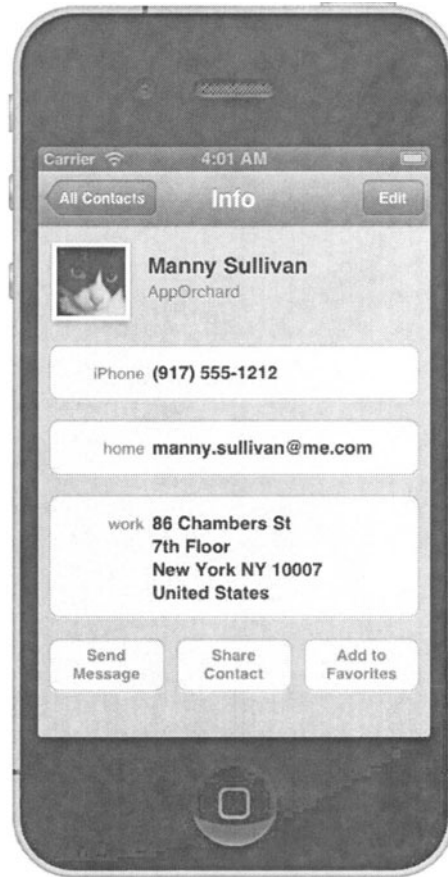 Carrier 4:01 AM
All Contacts Info Edit
Manny Sullivan
AppOrchard
iPhone (917) 555-1212
home manny.sullivan@me.com
work 86 Chambers St
7th Floor
New York NY 10007
United States
Send Message
Share Contact
Add to Favorites